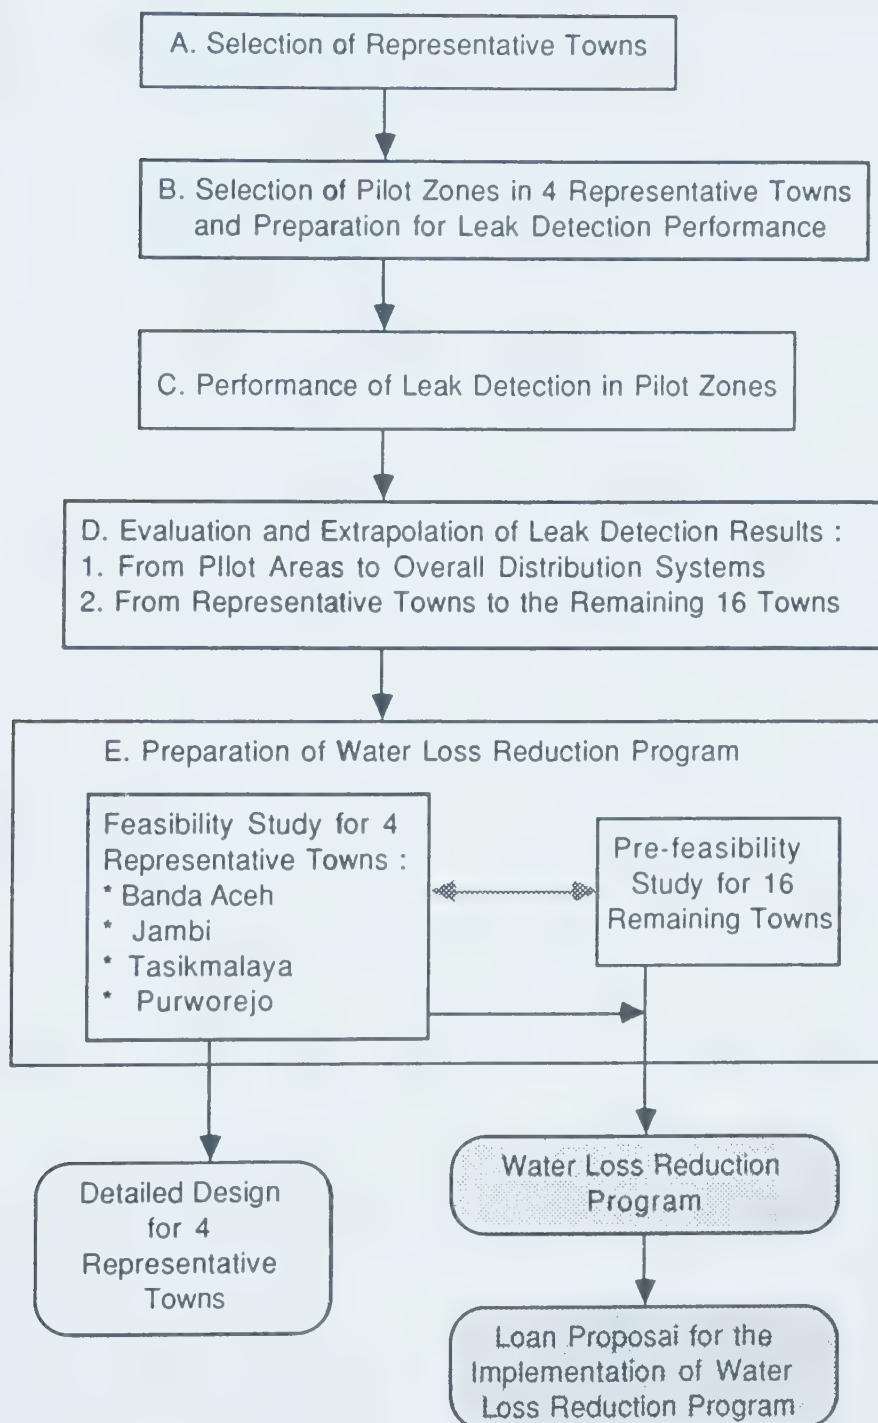 A. Selection of Representative Towns
B. Selection of Pilot Zones in 4 Representative Towns
and Preparation for Leak Detection Performance
C. Performance of Leak Detection in Pilot Zones
D. Evaluation and Extrapolation of Leak Detection Results :
1. From Pilot Areas to Overall Distribution Systems
2. From Representative Towns to the Remaining 16 Towns
E. Preparation of Water Loss Reduction Program
Feasibility Study for 4
Representative Towns :
* Banda Aceh
* Jambi
* Tasikmalaya
* Purworejo
Pre-feasibility
Study for 16
Remaining Towns
Detailed Design
for 4
Representative
Towns
Water Loss Reduction
Program
Loan Proposal for the
Implementation of Water
Loss Reduction Program